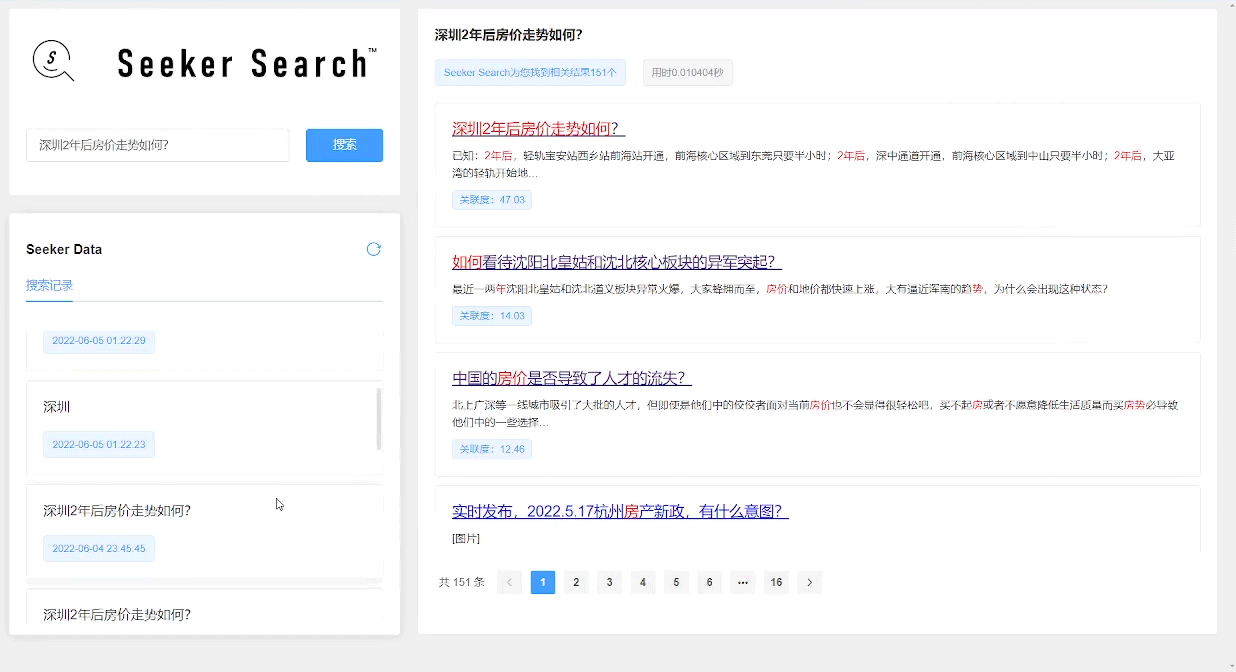 Seeker Search™
深圳2年后房价走势如何?
搜索
Seeker Data
搜索记录
2022-06-05 01:22:29
深圳
2022-06-05 01:22:23
深圳2年后房价走势如何?
2022-06-04 23:45:45
深圳2年后房价走势如何?
深圳2年后房价走势如何?
Seeker Search为您找到相关结果151个
用时0.010404秒
深圳2年后房价走势如何?
已知：2年后，轻轨宝安站西乡站前海站开通，前海核心区域到东莞只要半小时；2年后，深中通道开通，前海核心区域到中山只要半小时；2年后，大亚
湾的轻轨开始地...
关联度：47.03
如何看待沈阳北皇姑和沈北核心板块的异军突起?
最近一两年沈阳北皇姑和沈北道义板块异常火爆，大家蜂拥而至，房价和地价都快速上涨，大有逼近浑南的趋势，为什么会出现这种状态?
关联度：14.03
中国的房价是否导致了人才的流失?
北上广深等一线城市吸引了大批的人才，但即使是他们中的佼佼者面对当前房价也不会显得很轻松吧，买不起房或者不愿意降低生活质量而买房势必导致
他们中的一些选择...
关联度：12.46
实时发布，2022.5.17杭州房产新政，有什么意图?
[图片]
共 151 条
1
2
3
4
5
6
•••
16